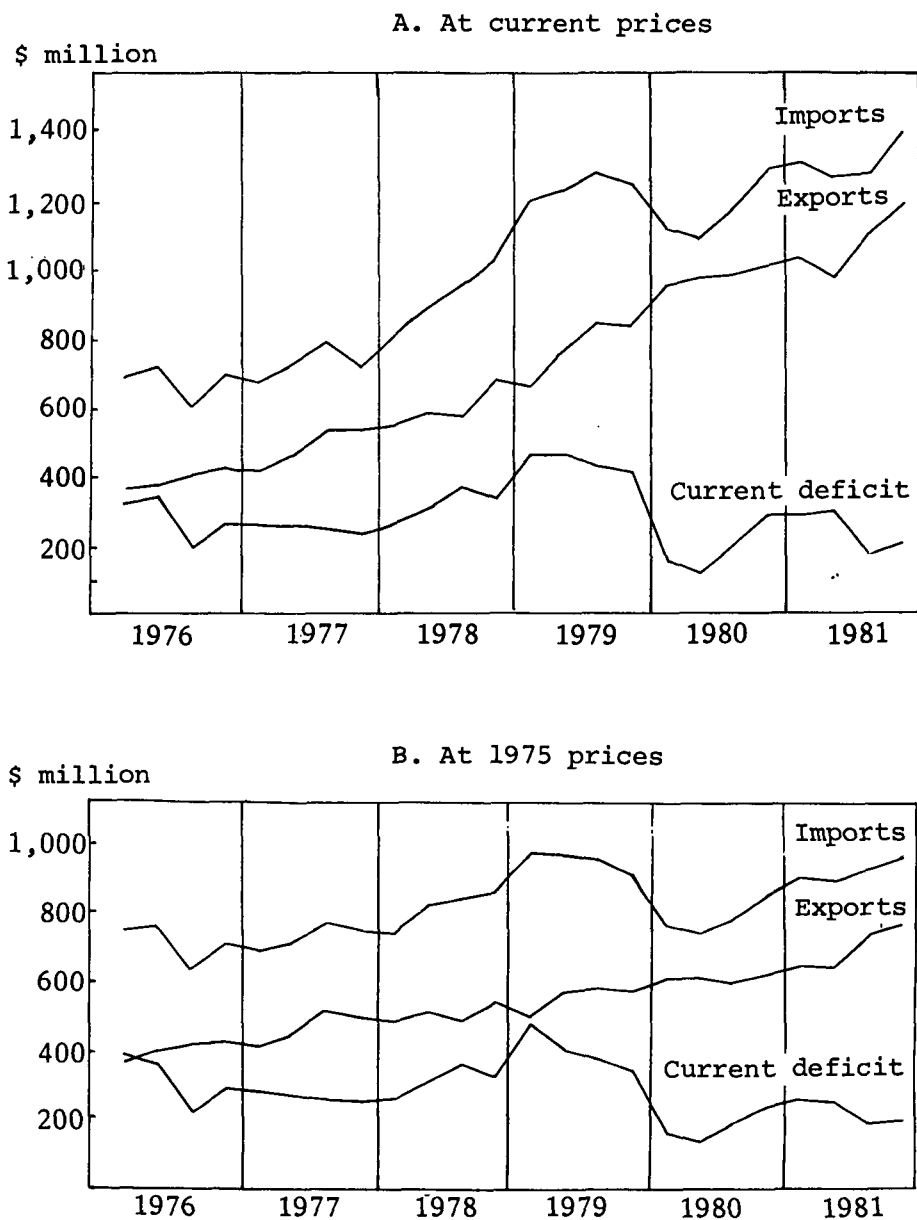 A. At current prices
$ million
1,400
1,200
1,000
800
600
400
200
Imports
Exports
Current deficit
1976 1977 1978 1979 1980 1981
B. At 1975 prices
$ million
1,000
800
600
400
200
Imports
Exports
Current deficit
1976 1977 1978 1979 1980 1981